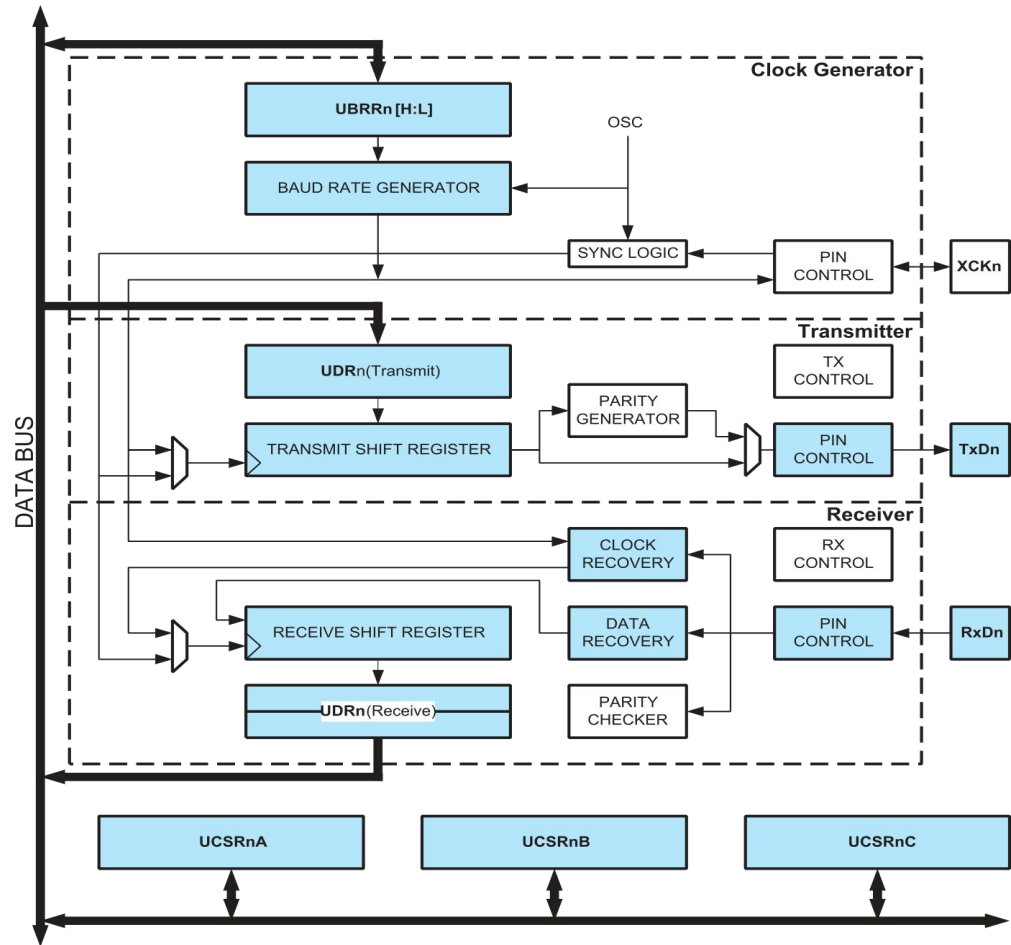 Clock Generator
UBRRn [H:L]
OSC
BAUD RATE GENERATOR
SYNC LOGIC
PIN
CONTROL
XCKn
DATA BUS
Transmitter
UDRn(Transmit)
TX
CONTROL
PARITY
GENERATOR
TRANSMIT SHIFT REGISTER
PIN
CONTROL
TxDn
Receiver
CLOCK
RECOVERY
RX
CONTROL
RECEIVE SHIFT REGISTER
DATA
RECOVERY
PIN
CONTROL
RxDn
UDRn(Receive)
PARITY
CHECKER
UCSRnA
UCSRnB
UCSRnC